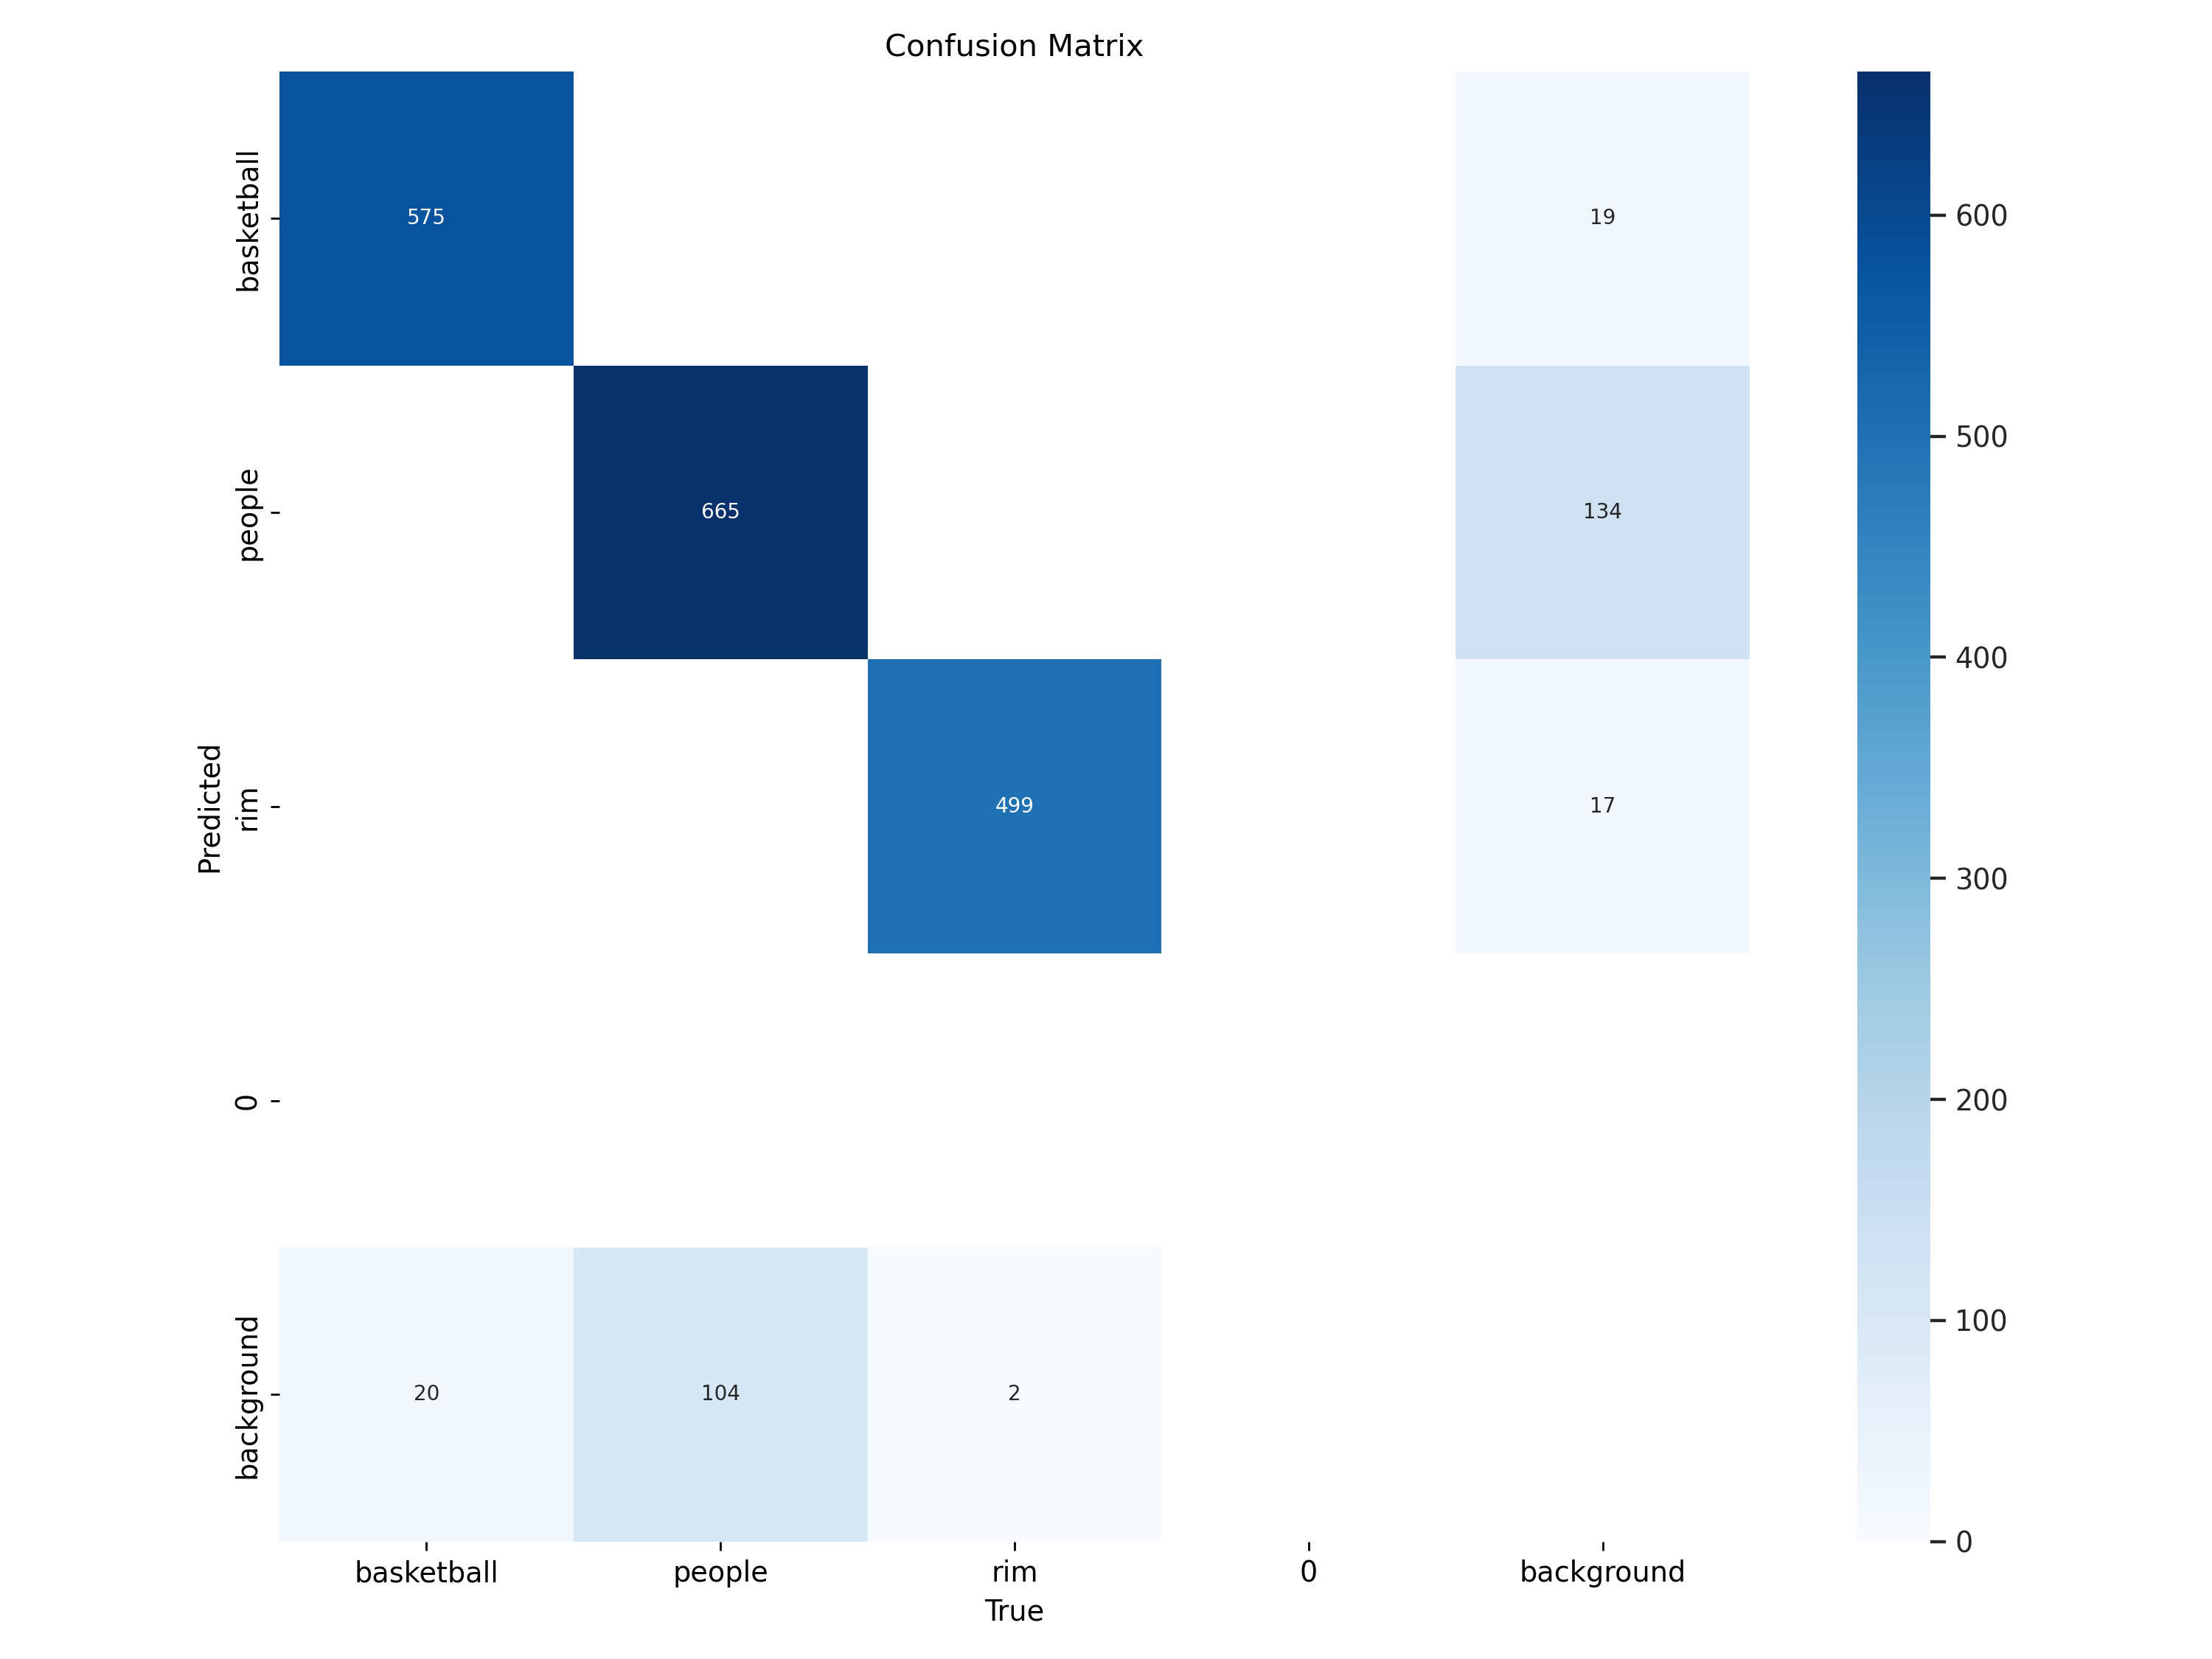 Confusion Matrix
basketball
575
19
600
people
665
134
500
400
Predicted
rim
499
17
300
0
200
background
20
104
2
100
0
basketball
people
rim
0
background
True